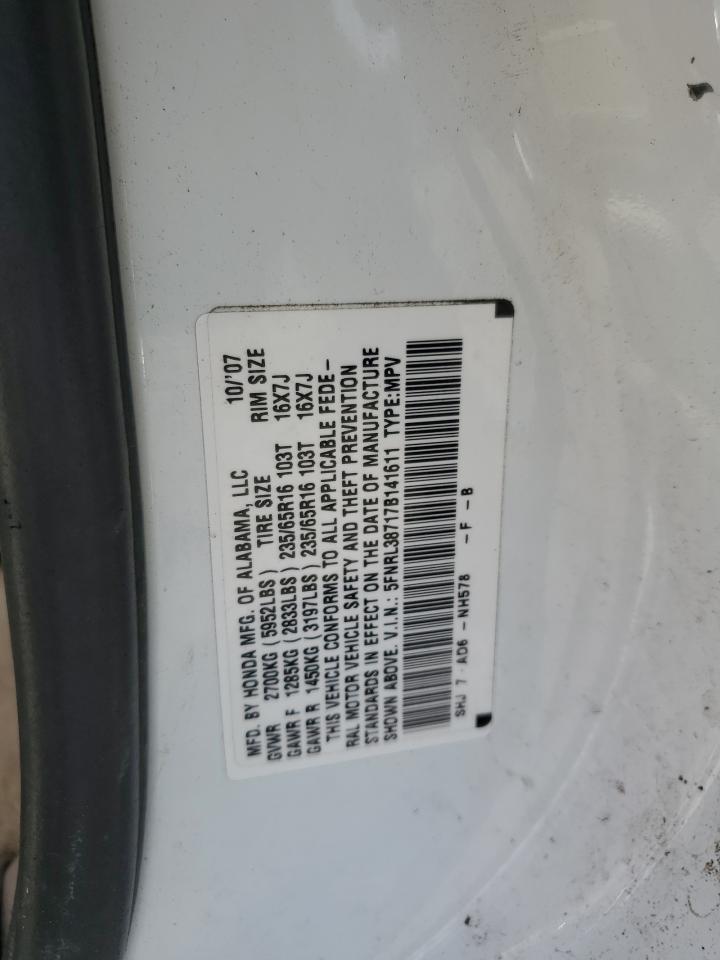 MFD. BY HONDA MFG. OF ALABAMA, LLC 10/'07
GVWR 2700KG (5952LBS) TIRE SIZE RIM SIZE
GAWR F 1285KG (2833LBS) 235/65R16 103T 16X7J
GAWR R 1450KG (3197LBS) 235/65R16 103T 16X7J
THIS VEHICLE CONFORMS TO ALL APPLICABLE FEDE-
RAL MOTOR VEHICLE SAFETY AND THEFT PREVENTION
STANDARDS IN EFFECT ON THE DATE OF MANUFACTURE
SHOWN ABOVE. V.I.N.: 5FNRL38717B141611 TYPE:MPV
SHJ 7 AD6 -NH578 -F -B